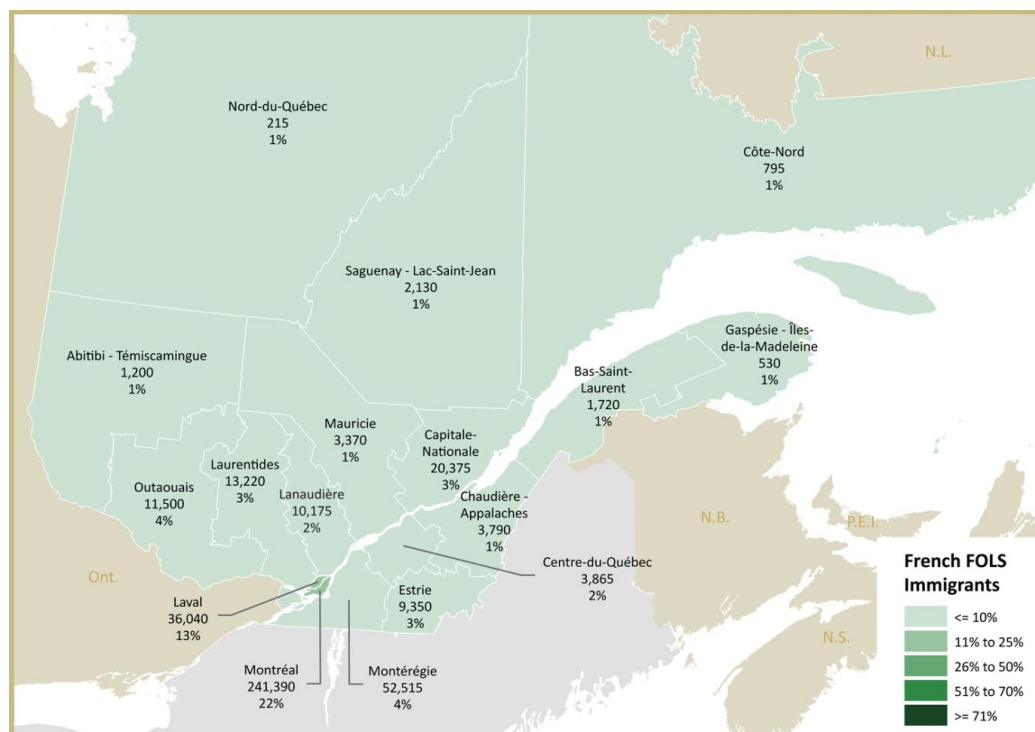 N.L.
Nord-du-Québec
215
1%
Côte-Nord
795
1%
Saguenay - Lac-Saint-Jean
2,130
1%
Gaspésie - Îles-
de-la-Madeleine
530
1%
Abitibi - Témiscamingue
1,200
1%
Bas-Saint-
Laurent
1,720
1%
Mauricie
3,370
1%
Capitale-
Nationale
20,375
3%
Laurentides
13,220
3%
Outaouais
11,500
4%
Lanaudière
10,175
2%
Chaudière -
Appalaches
3,790
1%
N.B.
P.E.I.
Ont.
Centre-du-Québec
3,865
2%
Estrie
9,350
3%
Laval
36,040
13%
N.S.
Montréal
241,390
22%
Montérégie
52,515
4%
French FOLS
Immigrants
<= 10%
11% to 25%
26% to 50%
51% to 70%
>= 71%